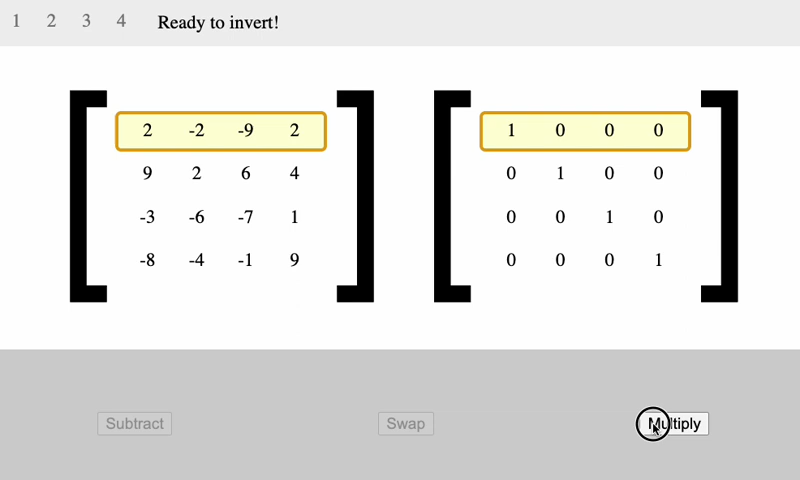 1 2 3 4 Ready to invert!
2 -2 -9 2 1 0 0 0
9 2 6 4 0 1 0 0
-3 -6 -7 1 0 0 1 0
-8 -4 -1 9 0 0 0 1
Subtract Swap Multiply